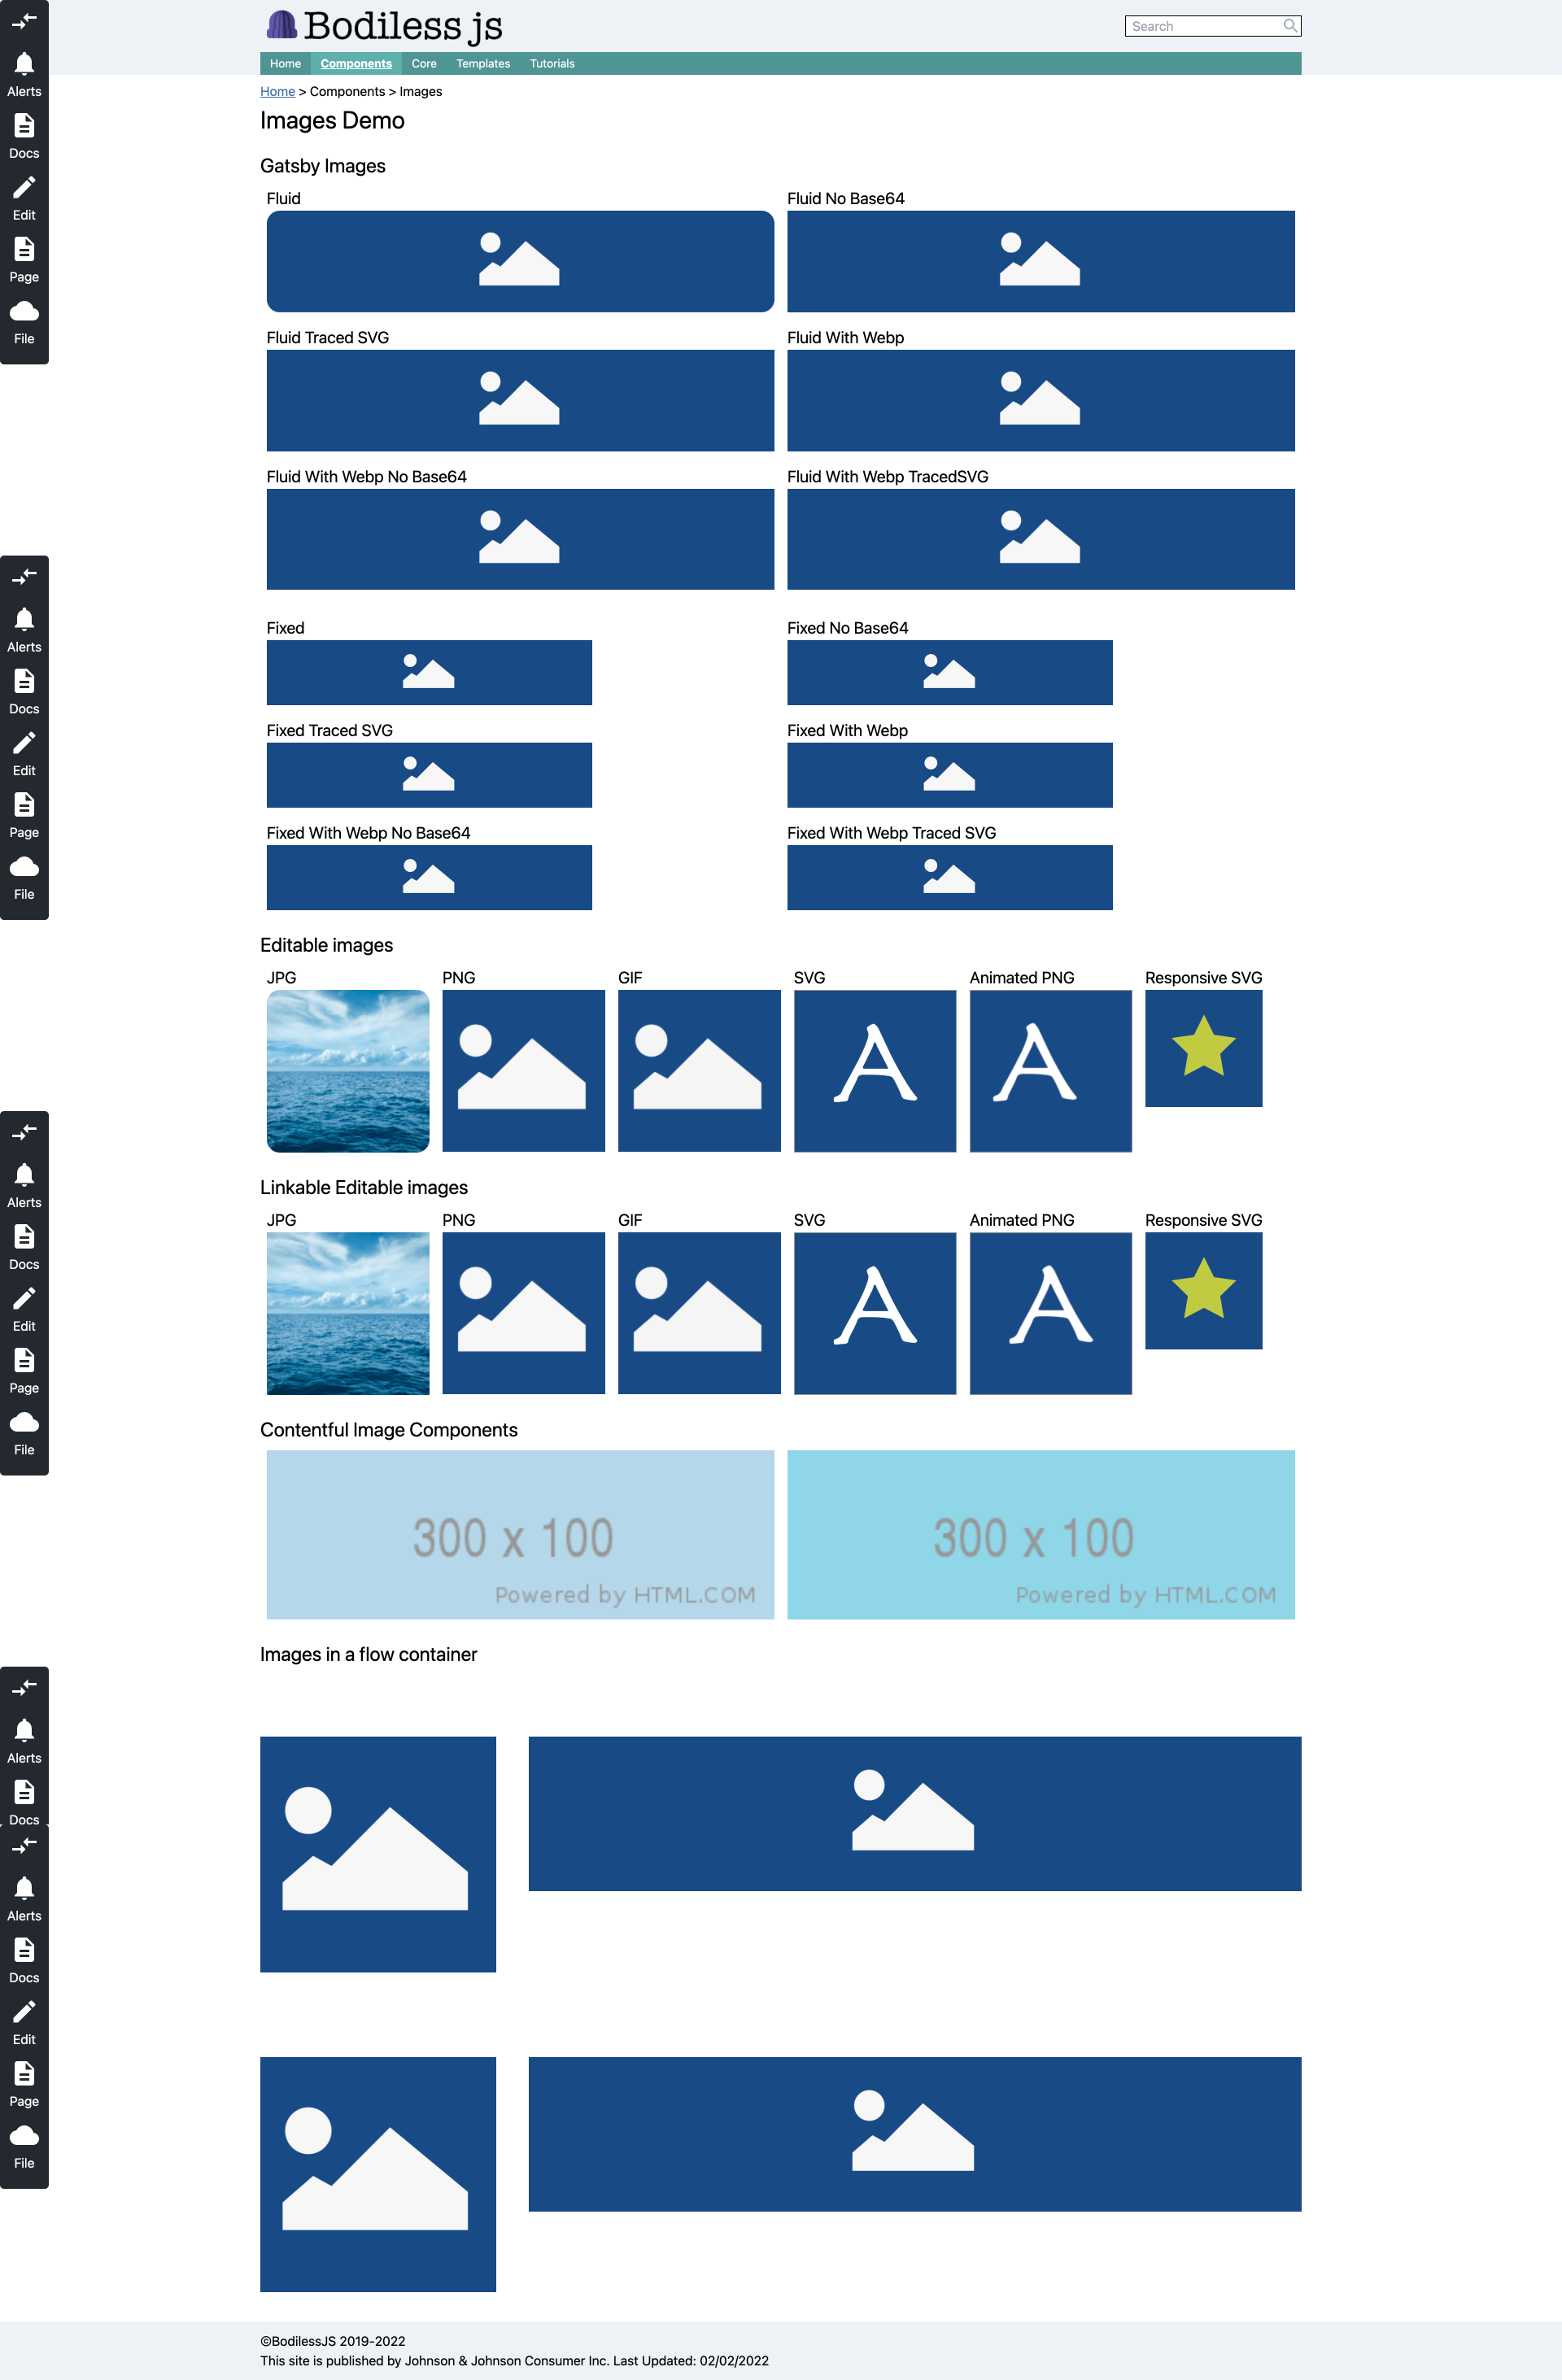 Bodiless js
Search
Home Components Core Templates Tutorials
Home > Components > Images
Images Demo
Gatsby Images
Fluid Fluid No Base64
Fluid Traced SVG Fluid With Webp
Fluid With Webp No Base64 Fluid With Webp TracedSVG
Fixed Fixed No Base64
Fixed Traced SVG Fixed With Webp
Fixed With Webp No Base64 Fixed With Webp Traced SVG
Editable images
JPG PNG GIF SVG Animated PNG Responsive SVG
A A
Linkable Editable images
JPG PNG GIF SVG Animated PNG Responsive SVG
A A
Contentful Image Components
300 x 100 300 x 100
Powered by HTML.COM Powered by HTML.COM
Images in a flow container
©BodilessJS 2019-2022
This site is published by Johnson & Johnson Consumer Inc. Last Updated: 02/02/2022
Alerts
Docs
Edit
Page
File
Alerts
Docs
Edit
Page
File
Alerts
Docs
Edit
Page
File
Alerts
Docs
Alerts
Docs
Edit
Page
File